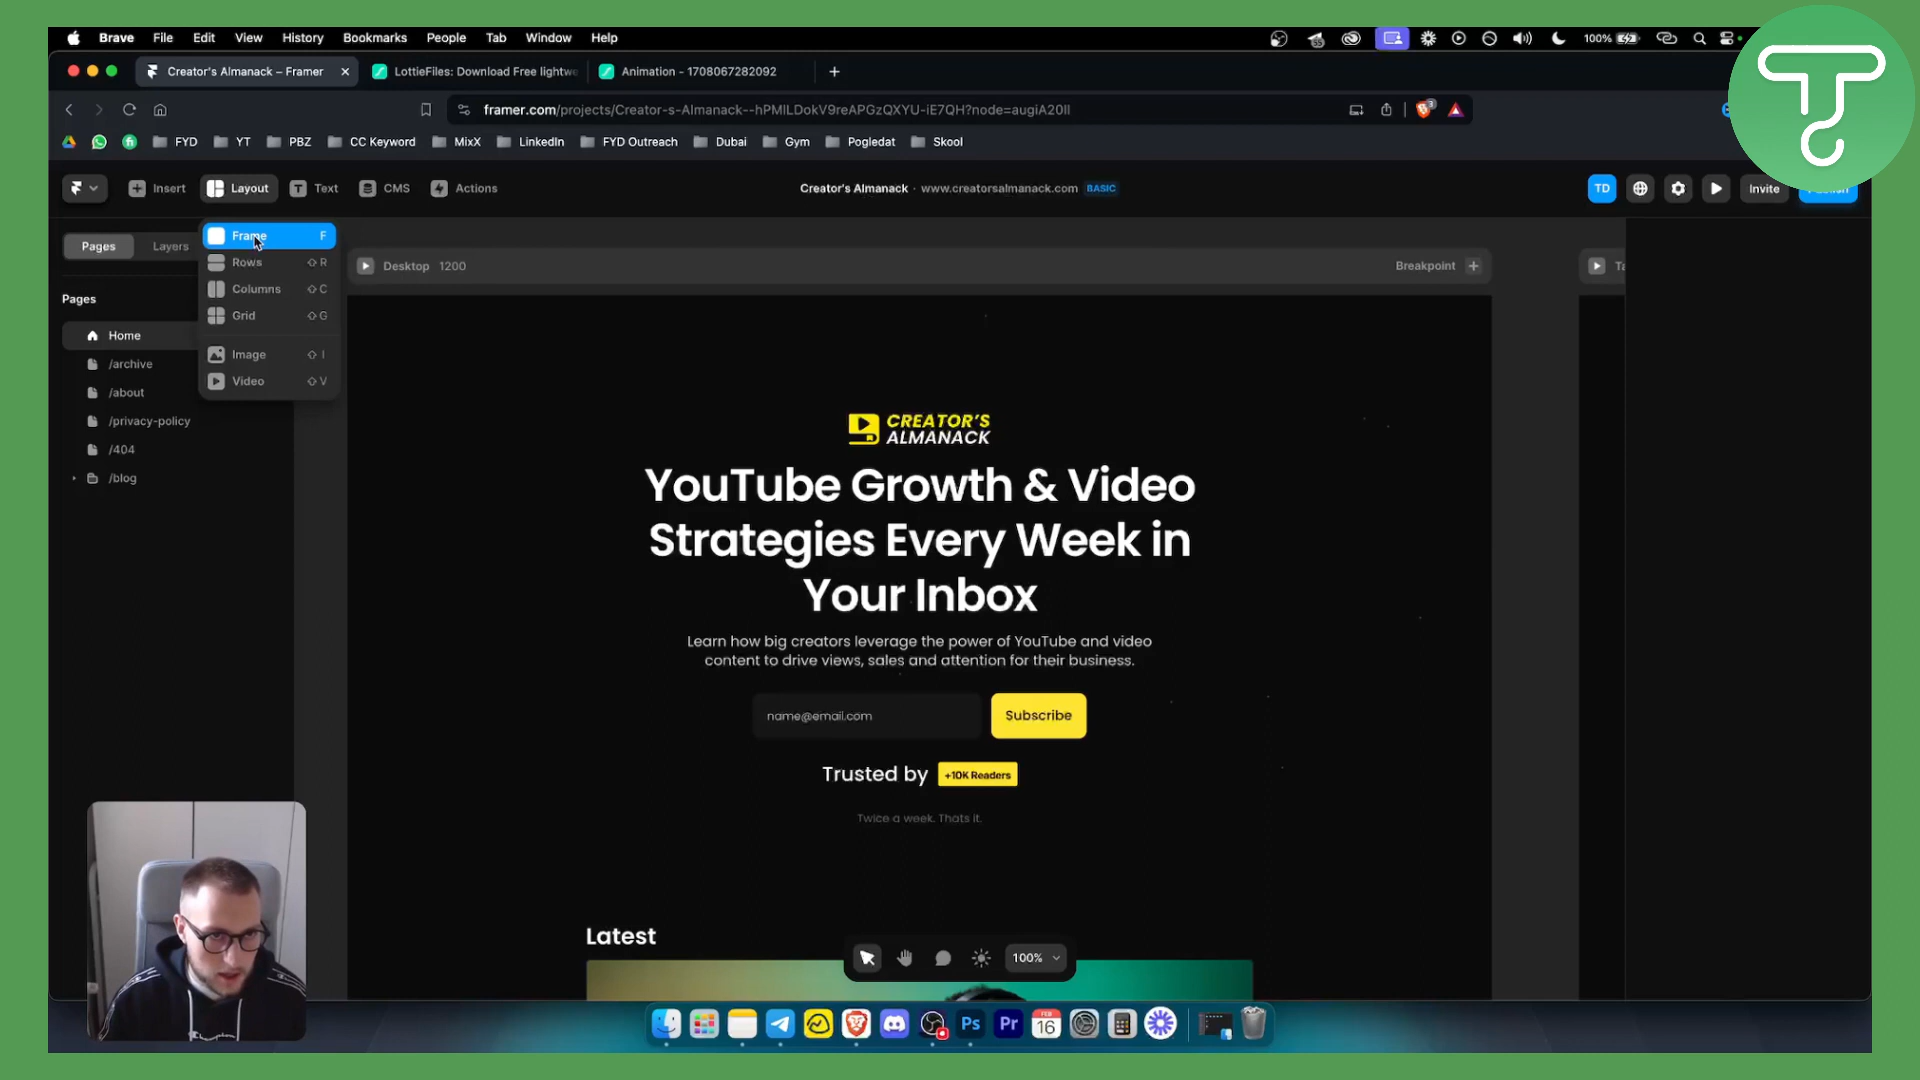 Brave File Edit View History Bookmarks People Tab Window Help
100%
Creator's Almanack – Framer
LottieFiles: Download Free lightwe
Animation - 1708067282092
framer.com/projects/Creator-s-Almanack--hPMlLDokV9reAPGzQXYU-iE7QH?node=augiA20Il
3
FYD YT PBZ CC Keyword MixX LinkedIn FYD Outreach Dubai Gym Pogledat Skool
Insert Layout Text CMS Actions
Creator's Almanack · www.creatorsalmanack.com BASIC
TD Invite
Pages Layers
Frame F
Rows R
Columns C
Grid G
Image I
Video V
Pages
Home
/archive
/about
/privacy-policy
/404
/blog
Desktop 1200
Breakpoint
CREATOR'S
ALMANACK
YouTube Growth & Video
Strategies Every Week in
Your Inbox
Learn how big creators leverage the power of YouTube and video
content to drive views, sales and attention for their business.
name@email.com
Subscribe
Trusted by +10K Readers
Twice a week. Thats it.
Latest
100%
Ps Pr FEB 16